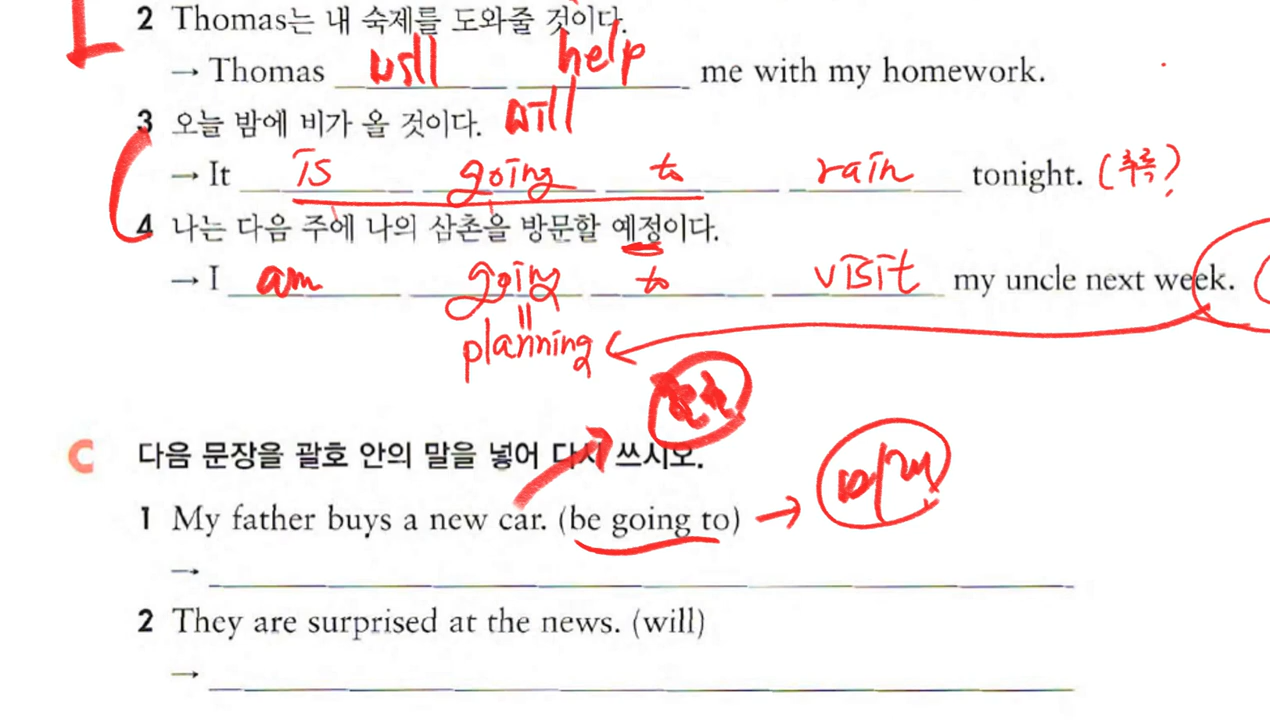 2 Thomas는 내 숙제를 도와줄 것이다.
→ Thomas will help me with my homework.
3 오늘 밤에 비가 올 것이다. will
→ It is going to rain tonight. (추측?
4 나는 다음 주에 나의 삼촌을 방문할 예정이다.
→ I am going to visit my uncle next week.
planning
C 다음 문장을 괄호 안의 말을 넣어 다시 쓰시오.
1 My father buys a new car. (be going to) → 미래
→
2 They are surprised at the news. (will)
→